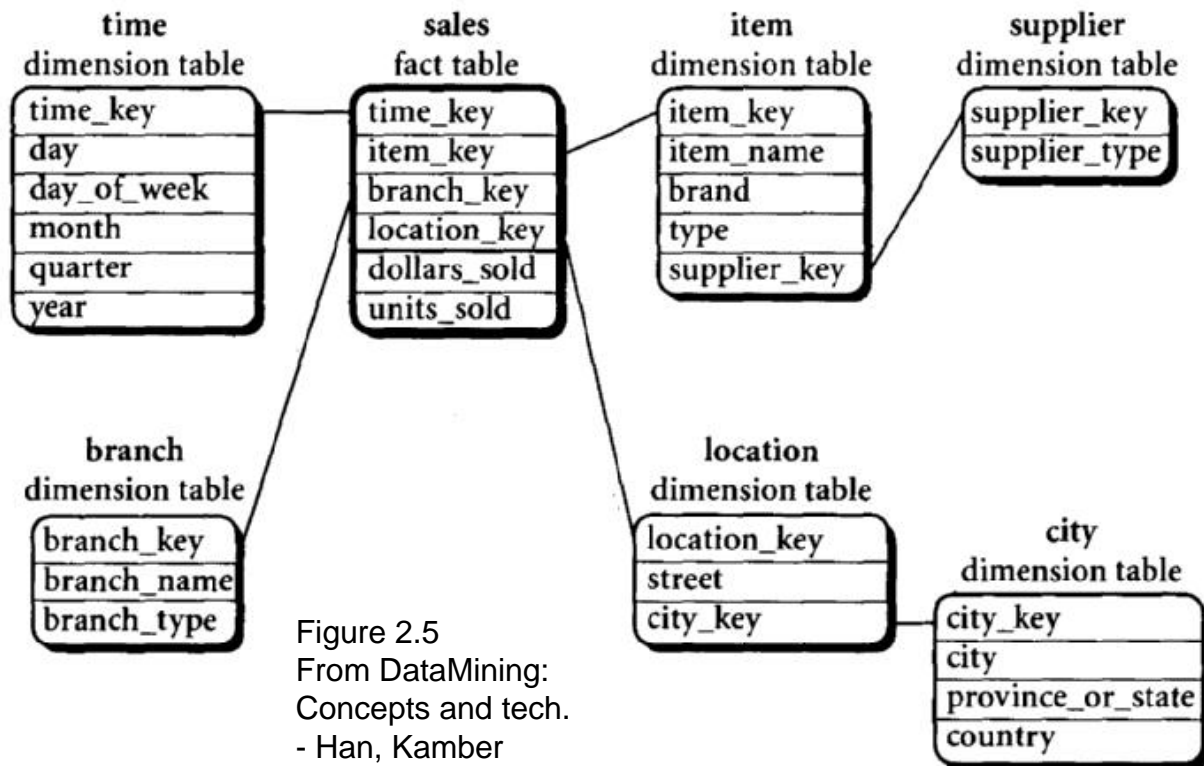 time
dimension table
time_key
day
day_of_week
month
quarter
year
sales
fact table
time_key
item_key
branch_key
location_key
dollars_sold
units_sold
item
dimension table
item_key
item_name
brand
type
supplier_key
supplier
dimension table
supplier_key
supplier_type
branch
dimension table
branch_key
branch_name
branch_type
location
dimension table
location_key
street
city_key
city
dimension table
city_key
city
province_or_state
country
Figure 2.5
From DataMining:
Concepts and tech.
- Han, Kamber